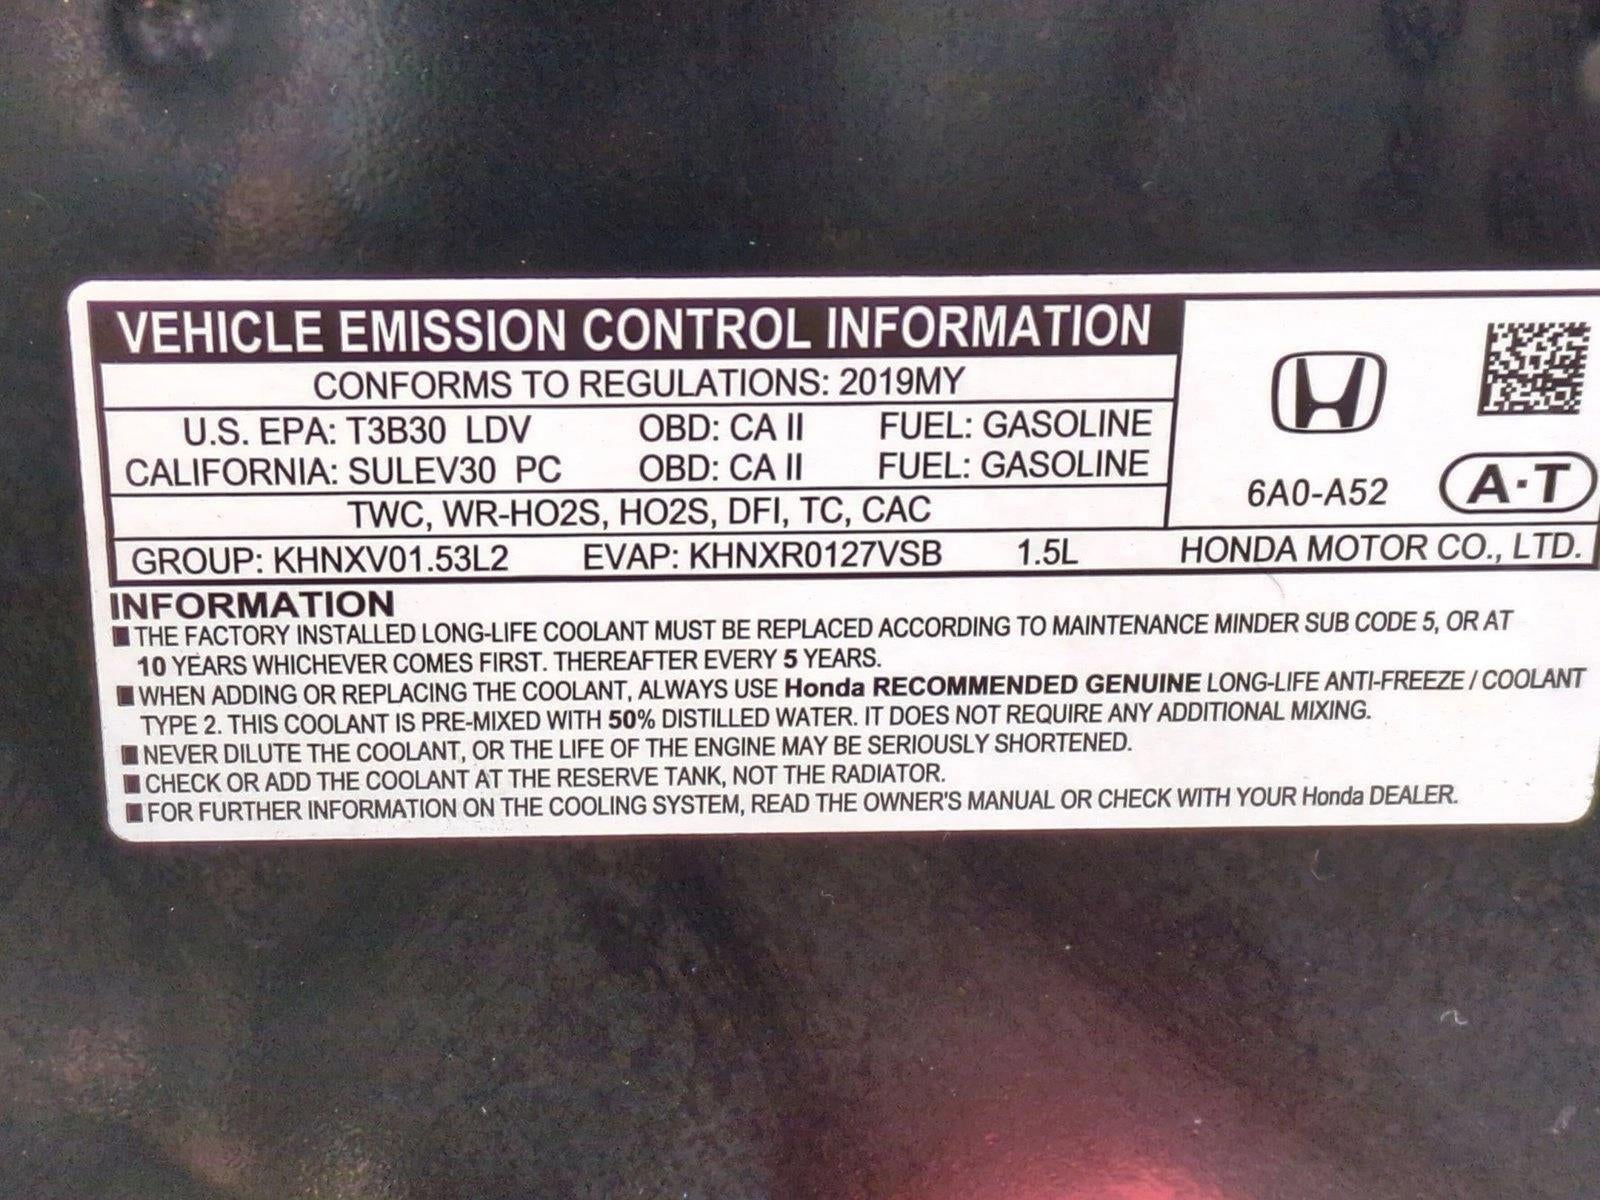 VEHICLE EMISSION CONTROL INFORMATION
CONFORMS TO REGULATIONS: 2019MY
U.S. EPA: T3B30 LDV OBD: CA II FUEL: GASOLINE
CALIFORNIA: SULEV30 PC OBD: CA II FUEL: GASOLINE
TWC, WR-HO2S, HO2S, DFI, TC, CAC
6A0-A52 A·T
GROUP: KHNXV01.53L2 EVAP: KHNXR0127VSB 1.5L HONDA MOTOR CO., LTD.
INFORMATION
■ THE FACTORY INSTALLED LONG-LIFE COOLANT MUST BE REPLACED ACCORDING TO MAINTENANCE MINDER SUB CODE 5, OR AT
10 YEARS WHICHEVER COMES FIRST. THEREAFTER EVERY 5 YEARS.
■ WHEN ADDING OR REPLACING THE COOLANT, ALWAYS USE Honda RECOMMENDED GENUINE LONG-LIFE ANTI-FREEZE / COOLANT
TYPE 2. THIS COOLANT IS PRE-MIXED WITH 50% DISTILLED WATER. IT DOES NOT REQUIRE ANY ADDITIONAL MIXING.
■ NEVER DILUTE THE COOLANT, OR THE LIFE OF THE ENGINE MAY BE SERIOUSLY SHORTENED.
■ CHECK OR ADD THE COOLANT AT THE RESERVE TANK, NOT THE RADIATOR.
■ FOR FURTHER INFORMATION ON THE COOLING SYSTEM, READ THE OWNER'S MANUAL OR CHECK WITH YOUR Honda DEALER.